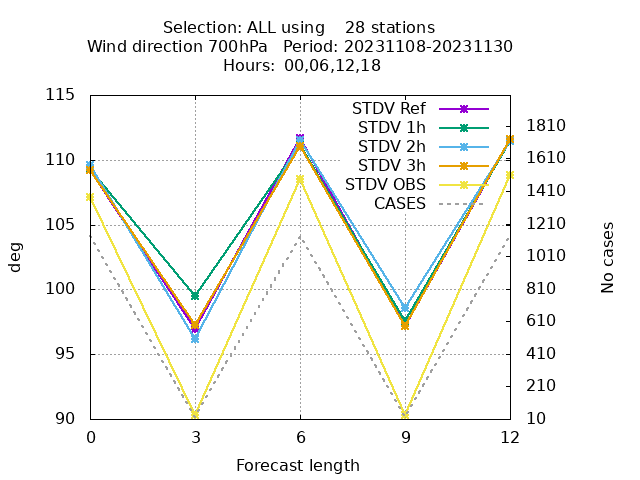 Selection: ALL using    28 stations
Wind direction 700hPa   Period: 20231108-20231130
Hours: 00,06,12,18
115
110
105
100
95
90
deg
STDV Ref
STDV 1h
STDV 2h
STDV 3h
STDV OBS
CASES
1810
1610
1410
1210
1010
810
610
410
210
10
No cases
0 3 6 9 12
Forecast length